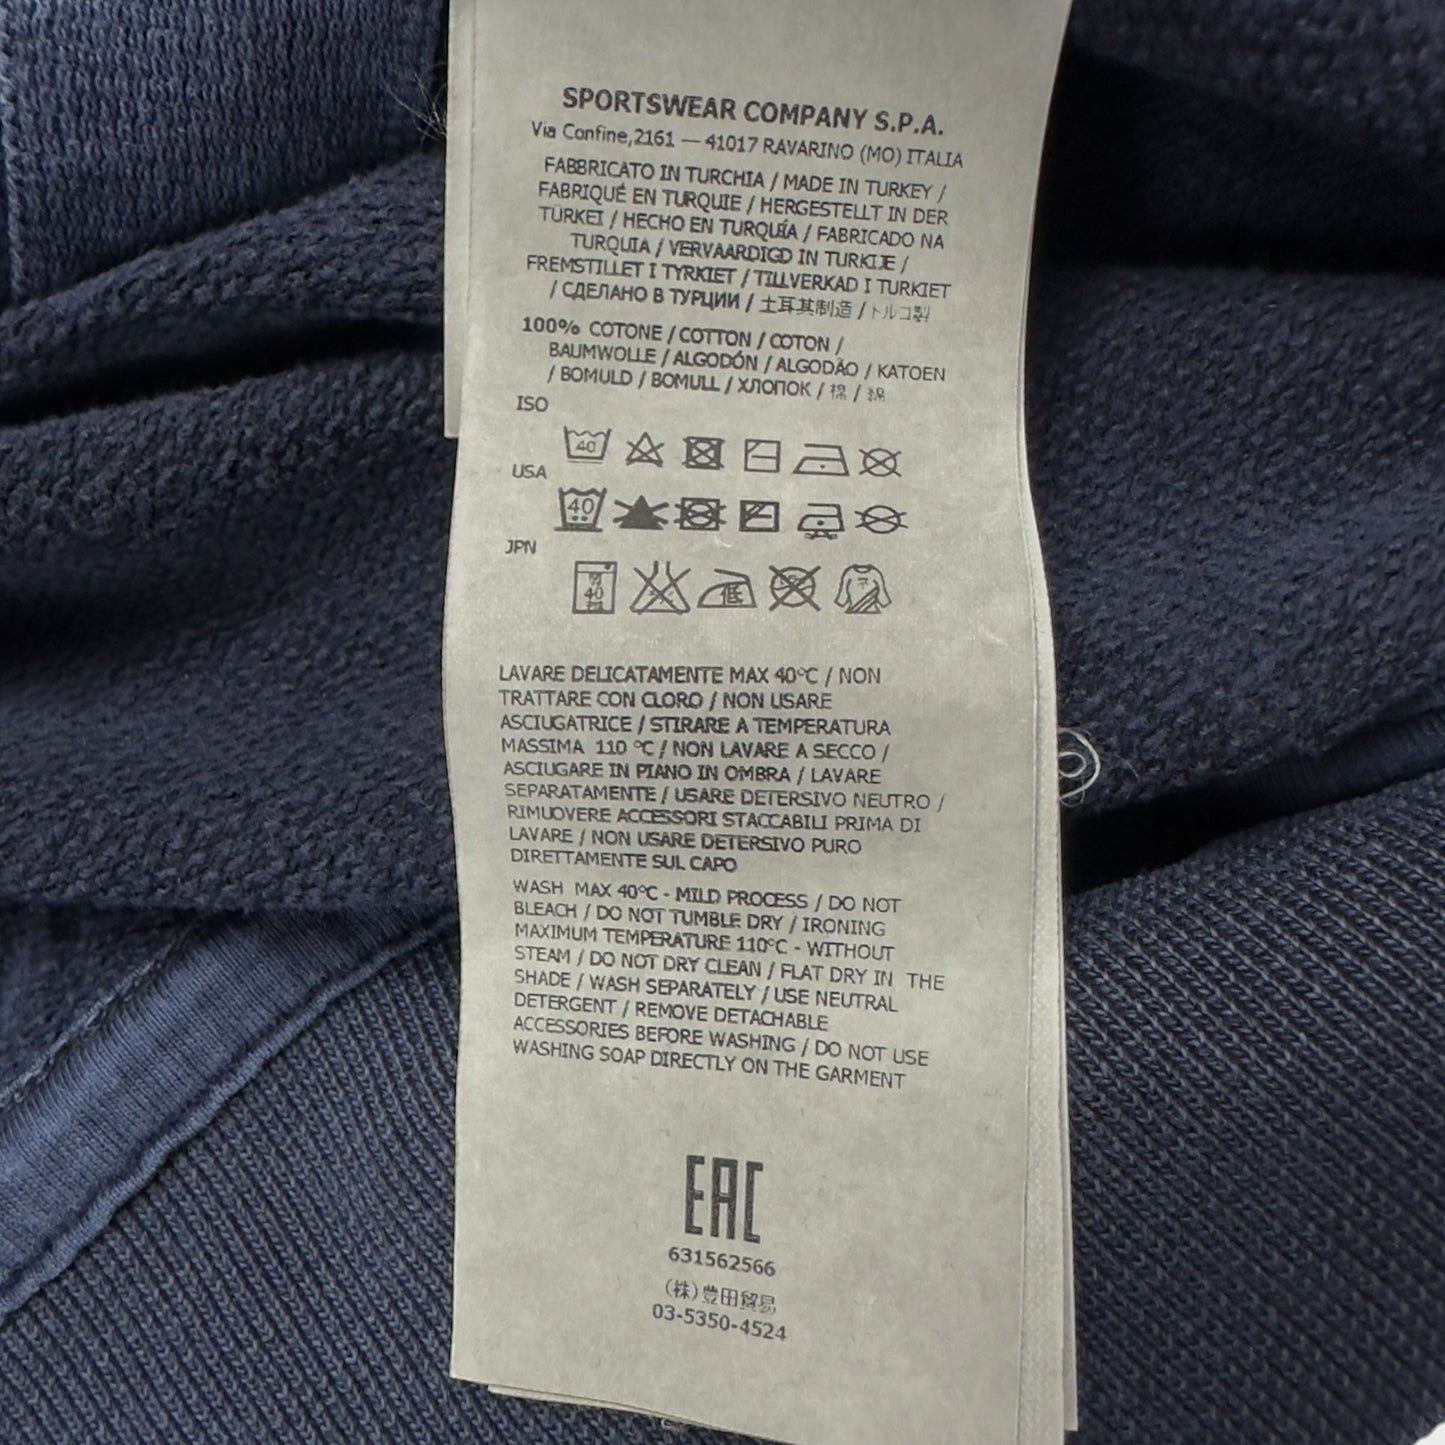 SPORTSWEAR COMPANY S.P.A.
Via Confine,2161 — 41017 RAVARINO (MO) ITALIA
FABBRICATO IN TURCHIA / MADE IN TURKEY /
FABRIQUÉ EN TURQUIE / HERGESTELLT IN DER
TÜRKEI / HECHO EN TURQUÍA / FABRICADO NA
TURQUIA / VERVAARDIGD IN TURKIJE /
FREMSTILLET I TYRKIET / TILLVERKAD I TURKIET
/ СДЕЛАНО В ТУРЦИИ / 土耳其制造 / トルコ製
100% COTONE / COTTON / COTON /
BAUMWOLLE / ALGODÓN / ALGODÃO / KATOEN
/ BOMULD / BOMULL / ХЛОПОК / 棉 / 綿
ISO
40
USA
40
JPN
40
低
LAVARE DELICATAMENTE MAX 40°C / NON
TRATTARE CON CLORO / NON USARE
ASCIUGATRICE / STIRARE A TEMPERATURA
MASSIMA 110 °C / NON LAVARE A SECCO /
ASCIUGARE IN PIANO IN OMBRA / LAVARE
SEPARATAMENTE / USARE DETERSIVO NEUTRO /
RIMUOVERE ACCESSORI STACCABILI PRIMA DI
LAVARE / NON USARE DETERSIVO PURO
DIRETTAMENTE SUL CAPO
WASH MAX 40°C - MILD PROCESS / DO NOT
BLEACH / DO NOT TUMBLE DRY / IRONING
MAXIMUM TEMPERATURE 110°C - WITHOUT
STEAM / DO NOT DRY CLEAN / FLAT DRY IN THE
SHADE / WASH SEPARATELY / USE NEUTRAL
DETERGENT / REMOVE DETACHABLE
ACCESSORIES BEFORE WASHING / DO NOT USE
WASHING SOAP DIRECTLY ON THE GARMENT
EAC
631562566
(株)豊田貿易
03-5350-4524